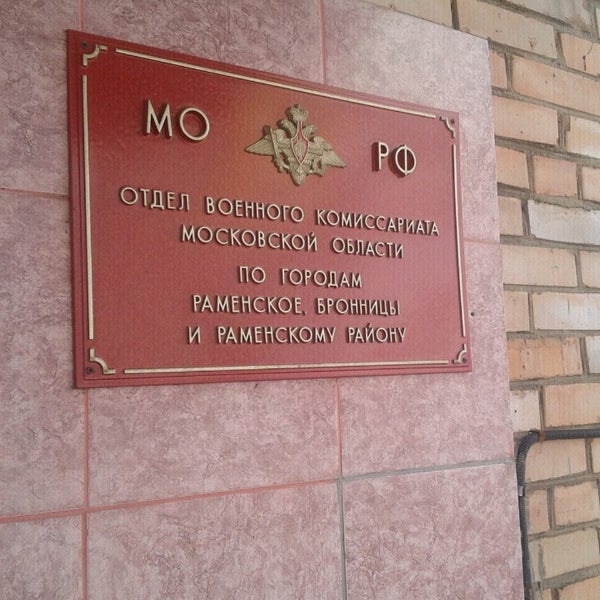 МО РФ
ОТДЕЛ ВОЕННОГО КОМИССАРИАТА
МОСКОВСКОЙ ОБЛАСТИ
ПО ГОРОДАМ
РАМЕНСКОЕ, БРОННИЦЫ
И РАМЕНСКОМУ РАЙОНУ